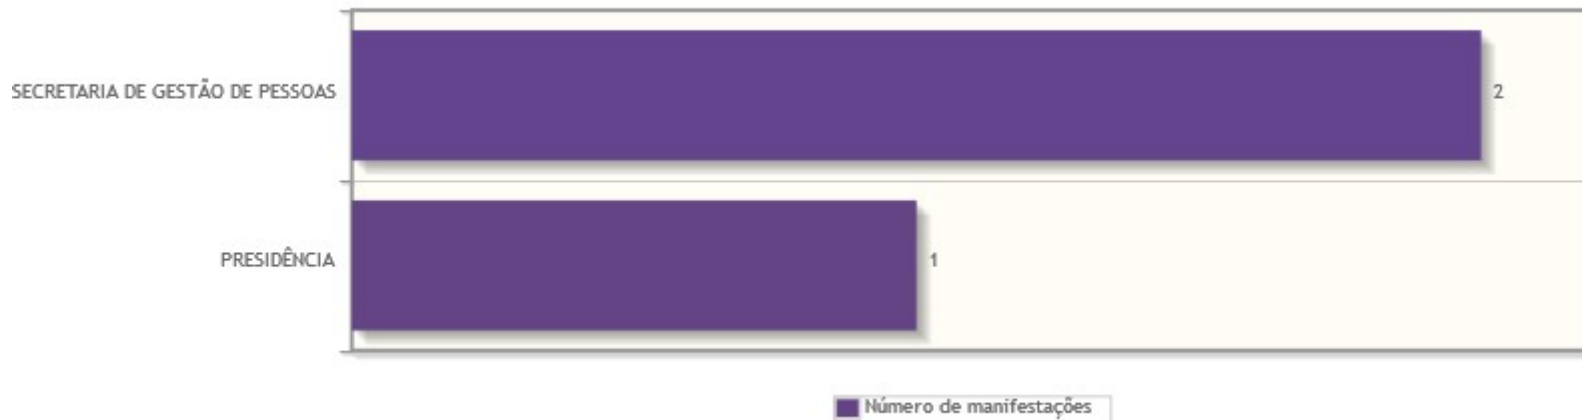 SECRETARIA DE GESTÃO DE PESSOAS
2
PRESIDÊNCIA
1
Número de manifestações